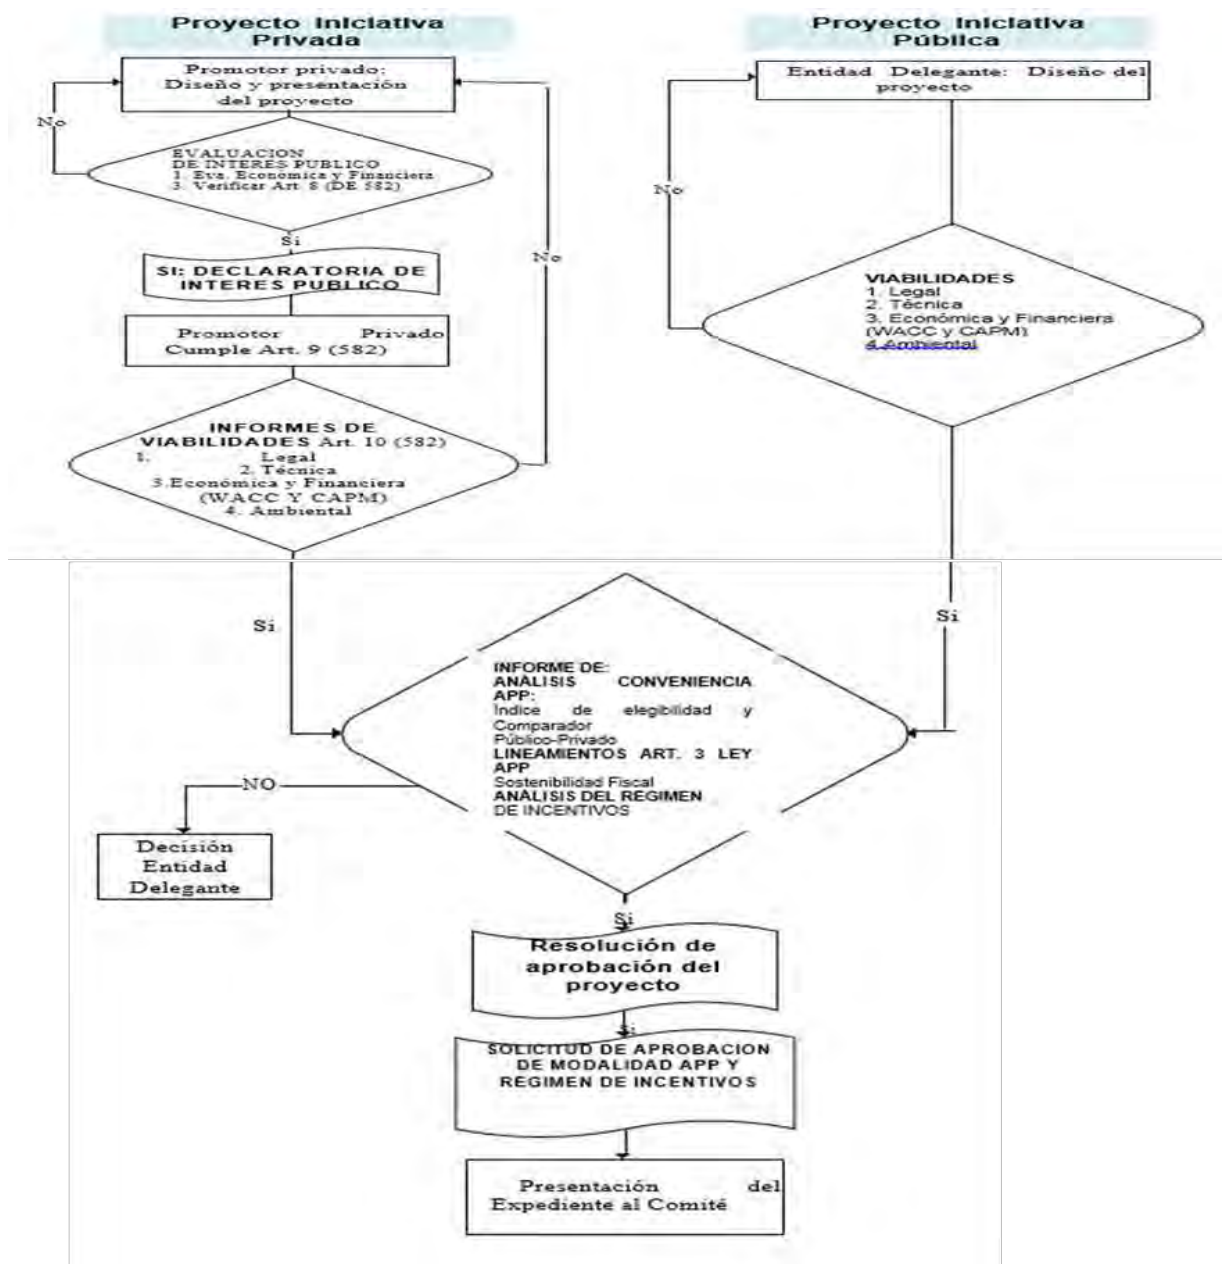 Proyecto Iniciativa
Privada
Promotor privado:
Diseño y presentación
del proyecto
No
EVALUACION
DE INTERES PUBLICO
1. Eva. Económica y Financiera
3. Verificar Art. 8 (DE 582)
Si
No
SI: DECLARATORIA DE
INTERES PUBLICO
Promotor Privado
Cumple Art. 9 (582)
INFORMES DE
VIABILIDADES Art. 10 (582)
1. Legal
2. Técnica
3.Económica y Financiera
(WACC Y CAPM)
4. Ambiental
Proyecto Iniciativa
Pública
Entidad Delegante: Diseño del
proyecto
No
VIABILIDADES
1. Legal
2. Técnica
3. Económica y Financiera
(WACC y CAPM)
4.Ambiental
Si
Si
INFORME DE:
ANÁLISIS CONVENIENCIA
APP:
Índice de elegibilidad y
Comparador
Público-Privado
LINEAMIENTOS ART. 3 LEY
APP
Sostenibilidad Fiscal
ANÁLISIS DEL REGIMEN
DE INCENTIVOS
NO
Decisión
Entidad
Delegante
Si
Resolución de
aprobación del
proyecto
Si
SOLICITUD DE APROBACION
DE MODALIDAD APP Y
REGIMEN DE INCENTIVOS
Presentación del
Expediente al Comité